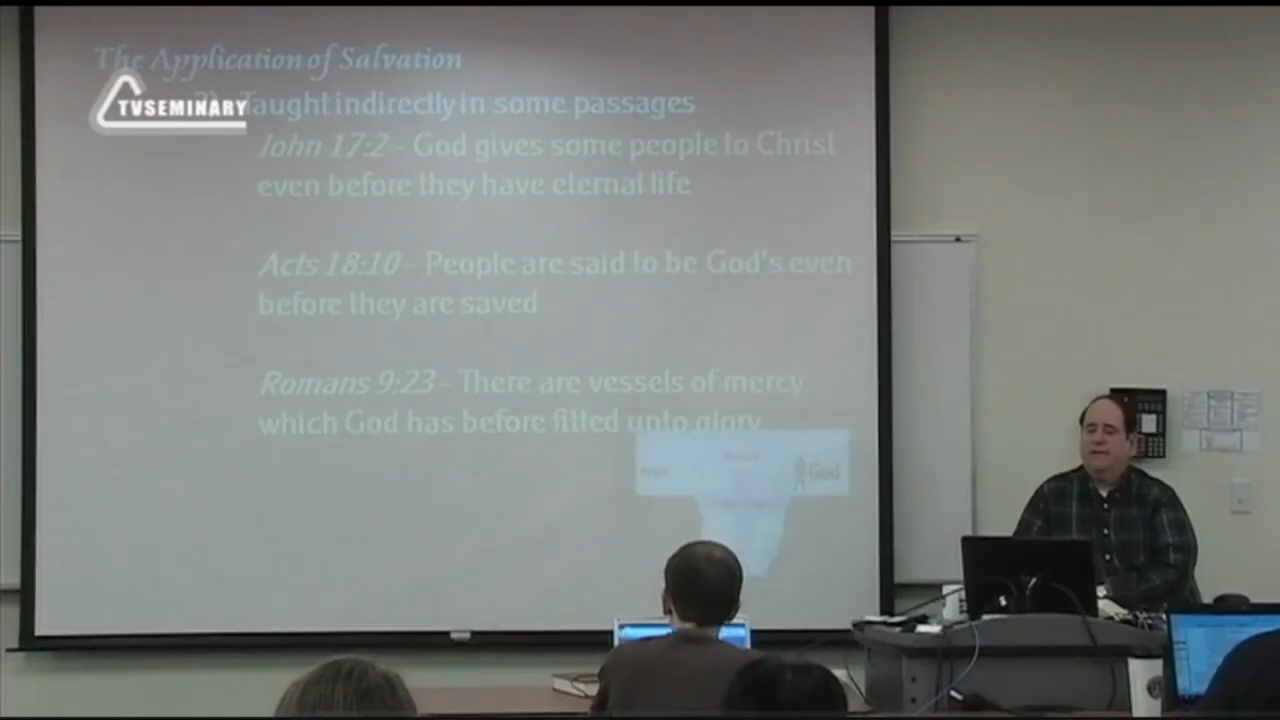 The Application of Salvation
Taught indirectly in some passages
TVSEMINARY
John 17:2– God gives some people to Christ
even before they have eternal life
Acts 18:10– People are said to be God's even
before they are saved
Romans 9:23– There are vessels of mercy
which God has before fitted unto glory
God